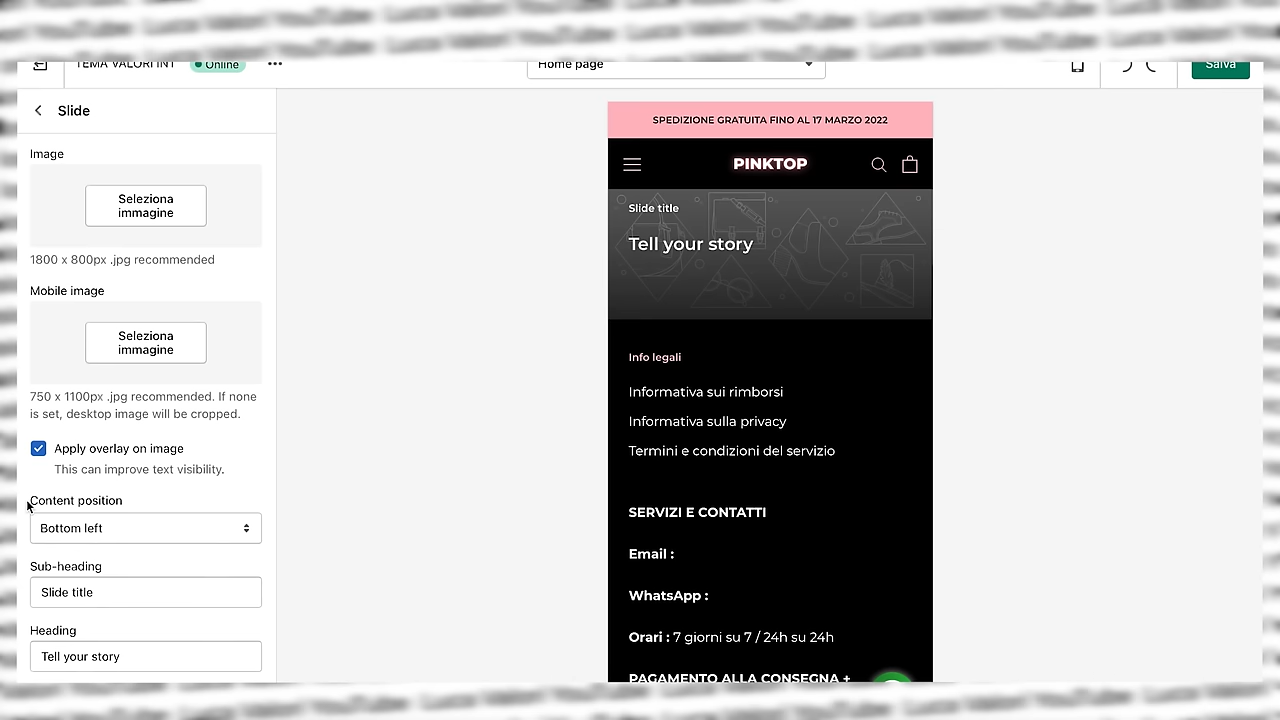 Luca Valori YouTube
TEMA VALORI INT
Online
Home page
Salva
Slide
Image
Seleziona
immagine
1800 x 800px .jpg recommended
Mobile image
Seleziona
immagine
750 x 1100px .jpg recommended. If none
is set, desktop image will be cropped.
Apply overlay on image
This can improve text visibility.
Content position
Bottom left
Sub-heading
Slide title
Heading
Tell your story
SPEDIZIONE GRATUITA FINO AL 17 MARZO 2022
PINKTOP
Slide title
Tell your story
Info legali
Informativa sui rimborsi
Informativa sulla privacy
Termini e condizioni del servizio
SERVIZI E CONTATTI
Email :
WhatsApp :
Orari : 7 giorni su 7 / 24h su 24h
PAGAMENTO ALLA CONSEGNA +